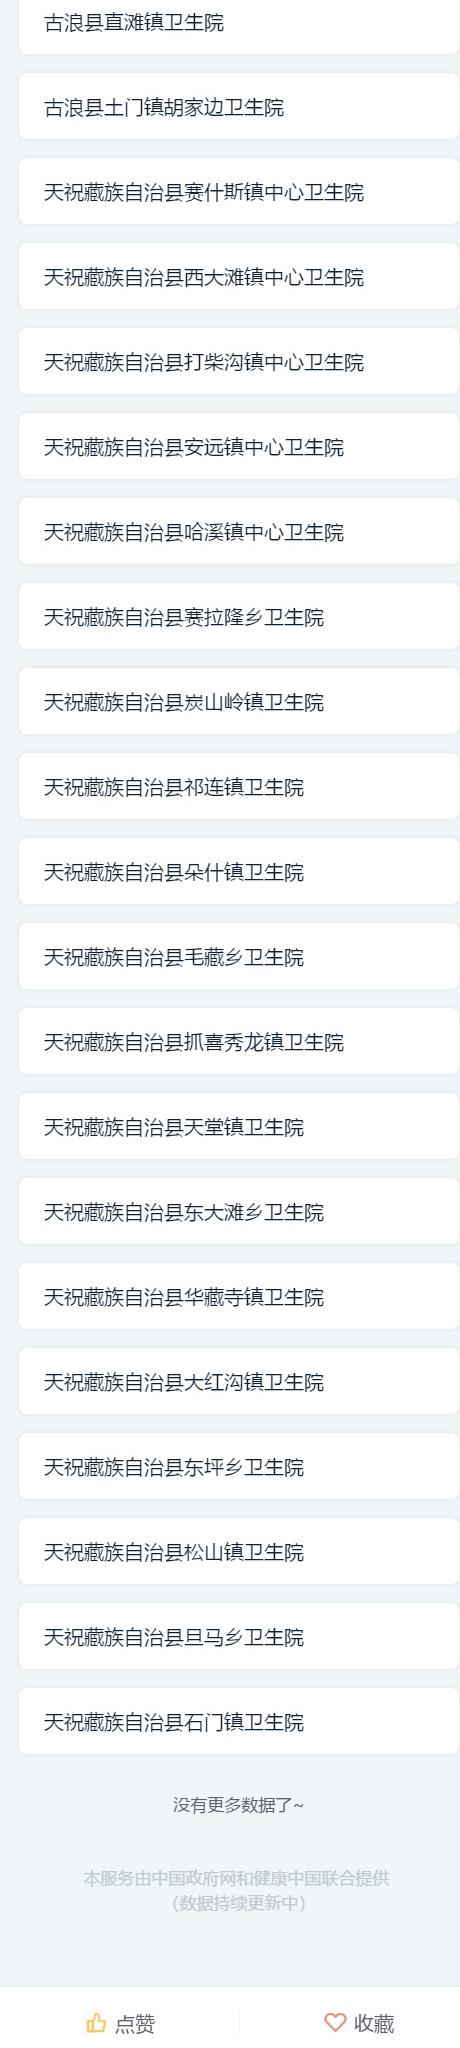 古浪县直滩镇卫生院
古浪县土门镇胡家边卫生院
天祝藏族自治县赛什斯镇中心卫生院
天祝藏族自治县西大滩镇中心卫生院
天祝藏族自治县打柴沟镇中心卫生院
天祝藏族自治县安远镇中心卫生院
天祝藏族自治县哈溪镇中心卫生院
天祝藏族自治县赛拉隆乡卫生院
天祝藏族自治县炭山岭镇卫生院
天祝藏族自治县祁连镇卫生院
天祝藏族自治县朵什镇卫生院
天祝藏族自治县毛藏乡卫生院
天祝藏族自治县抓喜秀龙镇卫生院
天祝藏族自治县天堂镇卫生院
天祝藏族自治县东大滩乡卫生院
天祝藏族自治县华藏寺镇卫生院
天祝藏族自治县大红沟镇卫生院
天祝藏族自治县东坪乡卫生院
天祝藏族自治县松山镇卫生院
天祝藏族自治县旦马乡卫生院
天祝藏族自治县石门镇卫生院
没有更多数据了~
本服务由中国政府网和健康中国联合提供
（数据持续更新中）
点赞 收藏